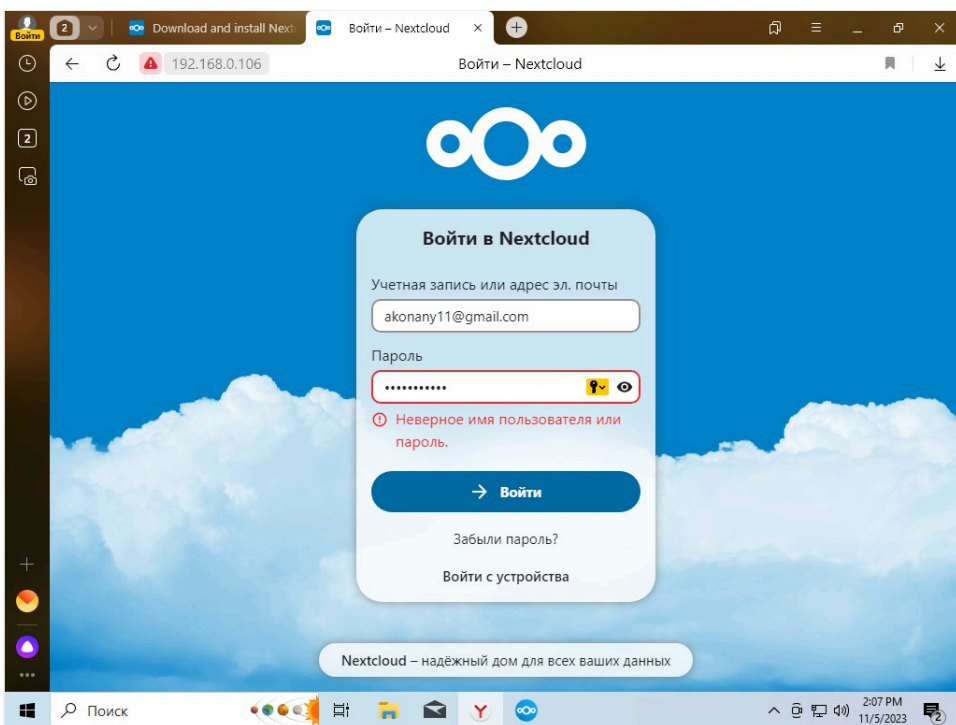 Войти
2
Download and install Next
Войти – Nextcloud
192.168.0.106
Войти – Nextcloud
2
Войти в Nextcloud
Учетная запись или адрес эл. почты
akonany11@gmail.com
Пароль
•••••••••••
Неверное имя пользователя или
пароль.
→ Войти
Забыли пароль?
Войти с устройства
Nextcloud – надёжный дом для всех ваших данных
Поиск
Y
2:07 PM
11/5/2023
2